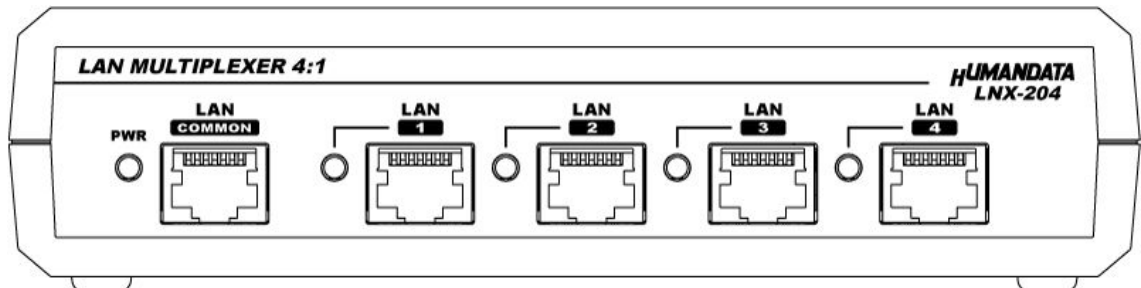 LAN MULTIPLEXER 4:1
HUMANDATA
LNX-204
PWR
LAN
COMMON
LAN
1
LAN
2
LAN
3
LAN
4